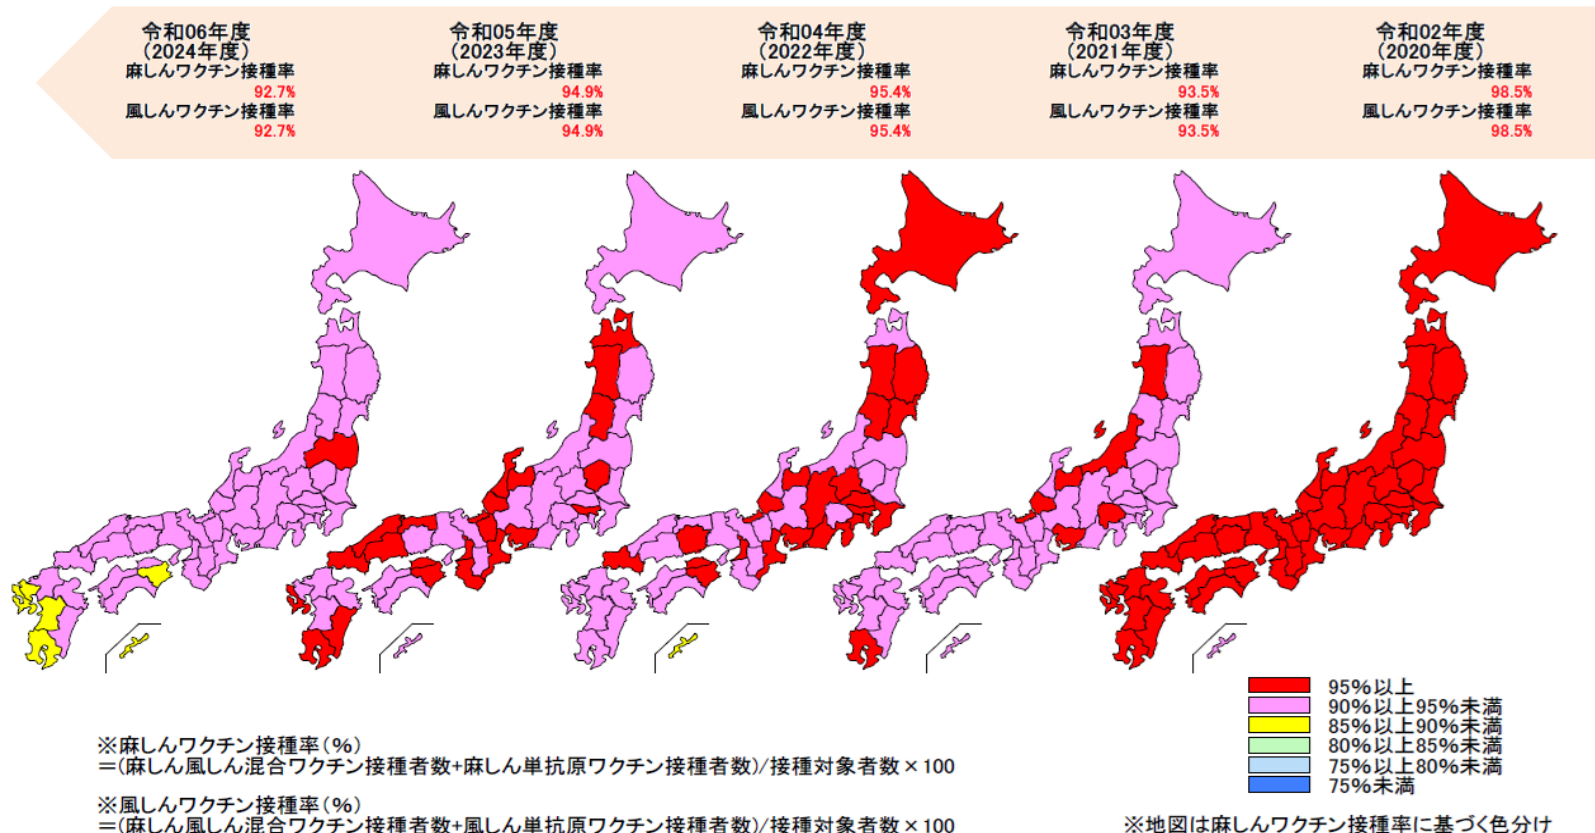 令和06年度
(2024年度)
麻しんワクチン接種率
92.7%
風しんワクチン接種率
92.7%
令和05年度
(2023年度)
麻しんワクチン接種率
94.9%
風しんワクチン接種率
94.9%
令和04年度
(2022年度)
麻しんワクチン接種率
95.4%
風しんワクチン接種率
95.4%
令和03年度
(2021年度)
麻しんワクチン接種率
93.5%
風しんワクチン接種率
93.5%
令和02年度
(2020年度)
麻しんワクチン接種率
98.5%
風しんワクチン接種率
98.5%
95%以上
90%以上95%未満
85%以上90%未満
80%以上85%未満
75%以上80%未満
75%未満
※麻しんワクチン接種率(%)
=(麻しん風しん混合ワクチン接種者数+麻しん単抗原ワクチン接種者数)/接種対象者数×100
※風しんワクチン接種率(%)
=(麻しん風しん混合ワクチン接種者数+風しん単抗原ワクチン接種者数)/接種対象者数×100
※地図は麻しんワクチン接種率に基づく色分け